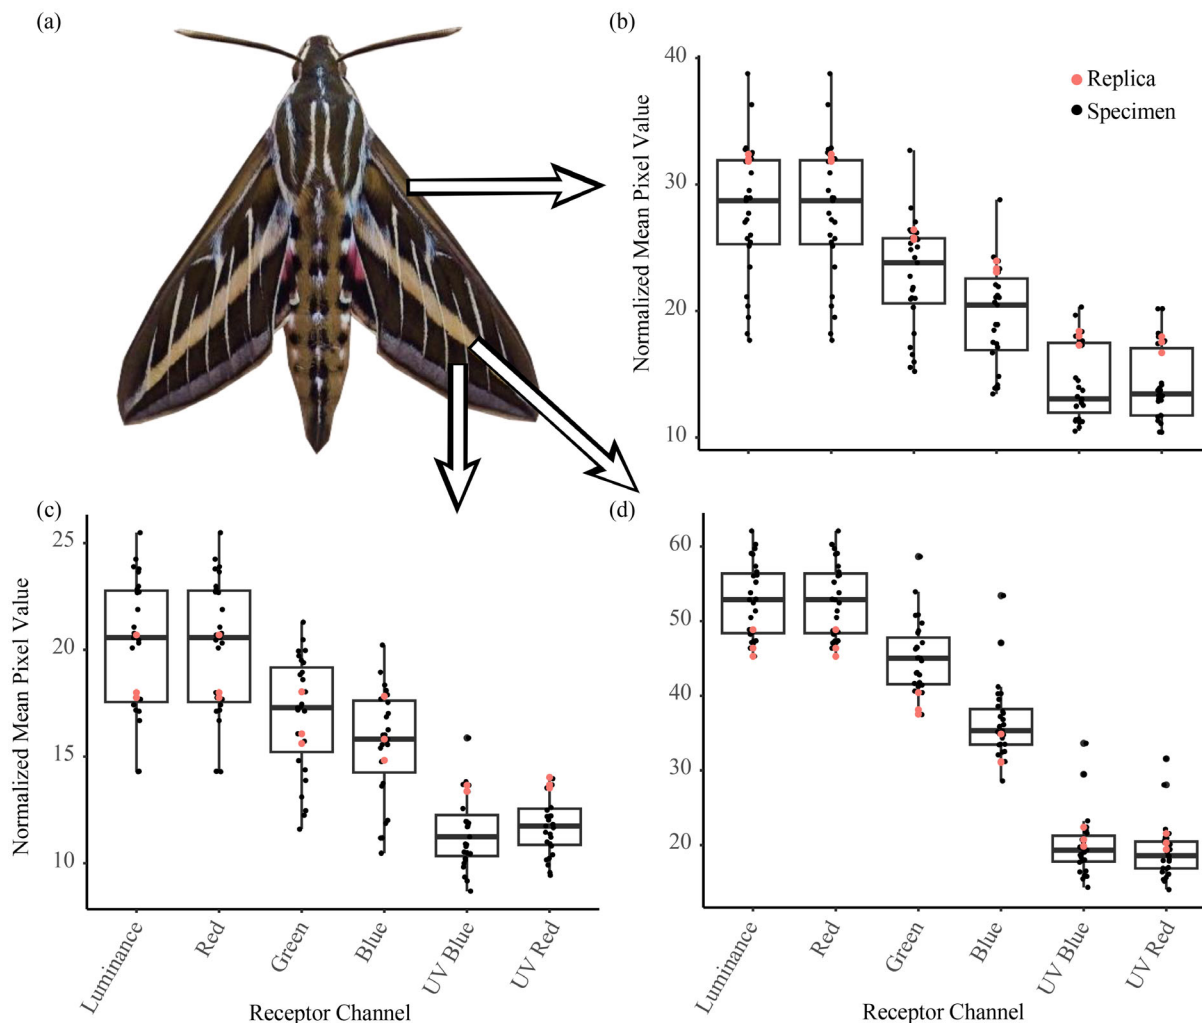 (a)
(b)
40
30
20
10
Normalized Mean Pixel Value
Replica
Specimen
(c)
25
20
15
10
Normalized Mean Pixel Value
Luminance
Red
Green
Blue
UV Blue
UV Red
Receptor Channel
(d)
60
50
40
30
20
Luminance
Red
Green
Blue
UV Blue
UV Red
Receptor Channel